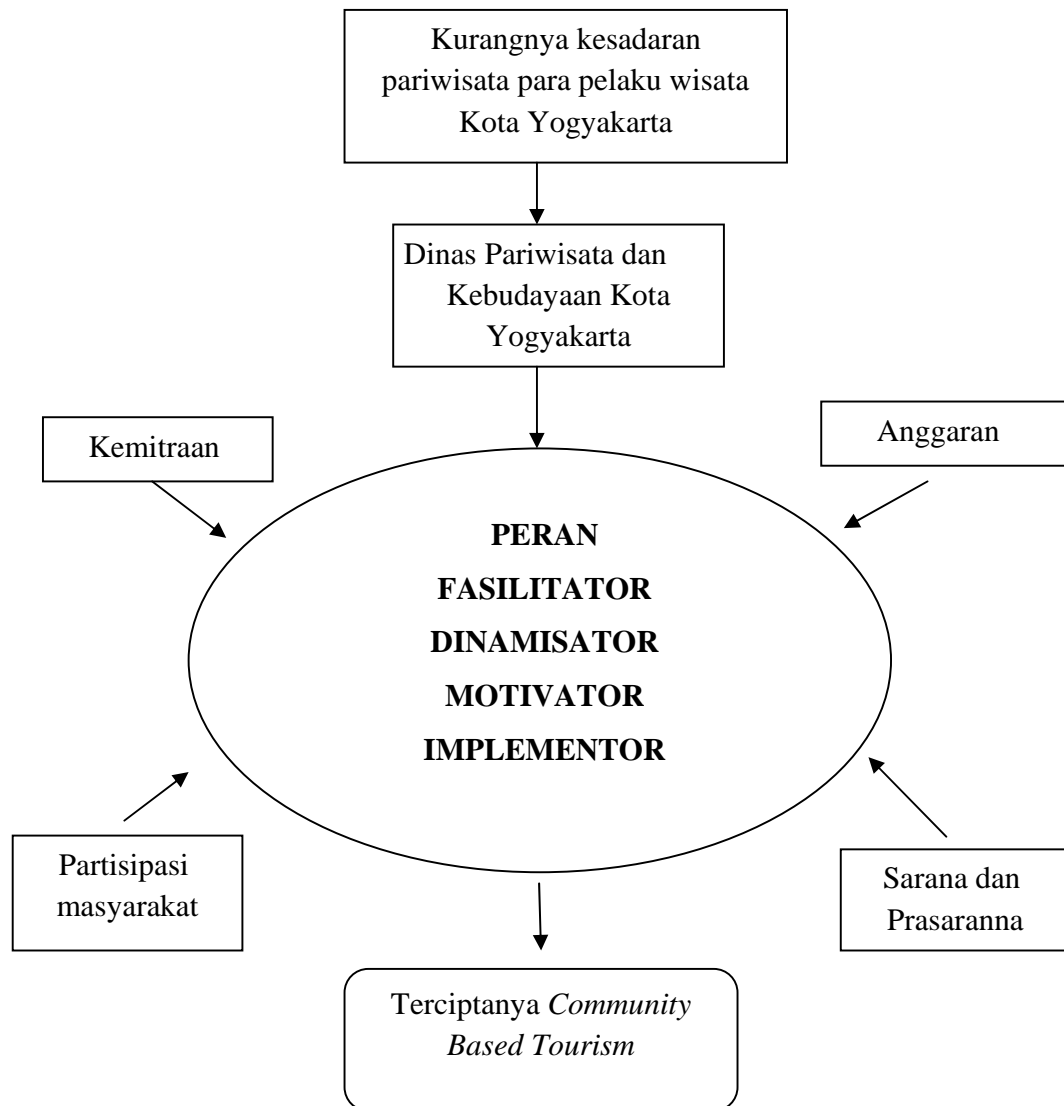 Kurangnya kesadaran
pariwisata para pelaku wisata
Kota Yogyakarta
Dinas Pariwisata dan
Kebudayaan Kota
Yogyakarta
Kemitraan
Anggaran
PERAN
FASILITATOR
DINAMISATOR
MOTIVATOR
IMPLEMENTOR
Partisipasi
masyarakat
Sarana dan
Prasaranna
Terciptanya Community
Based Tourism